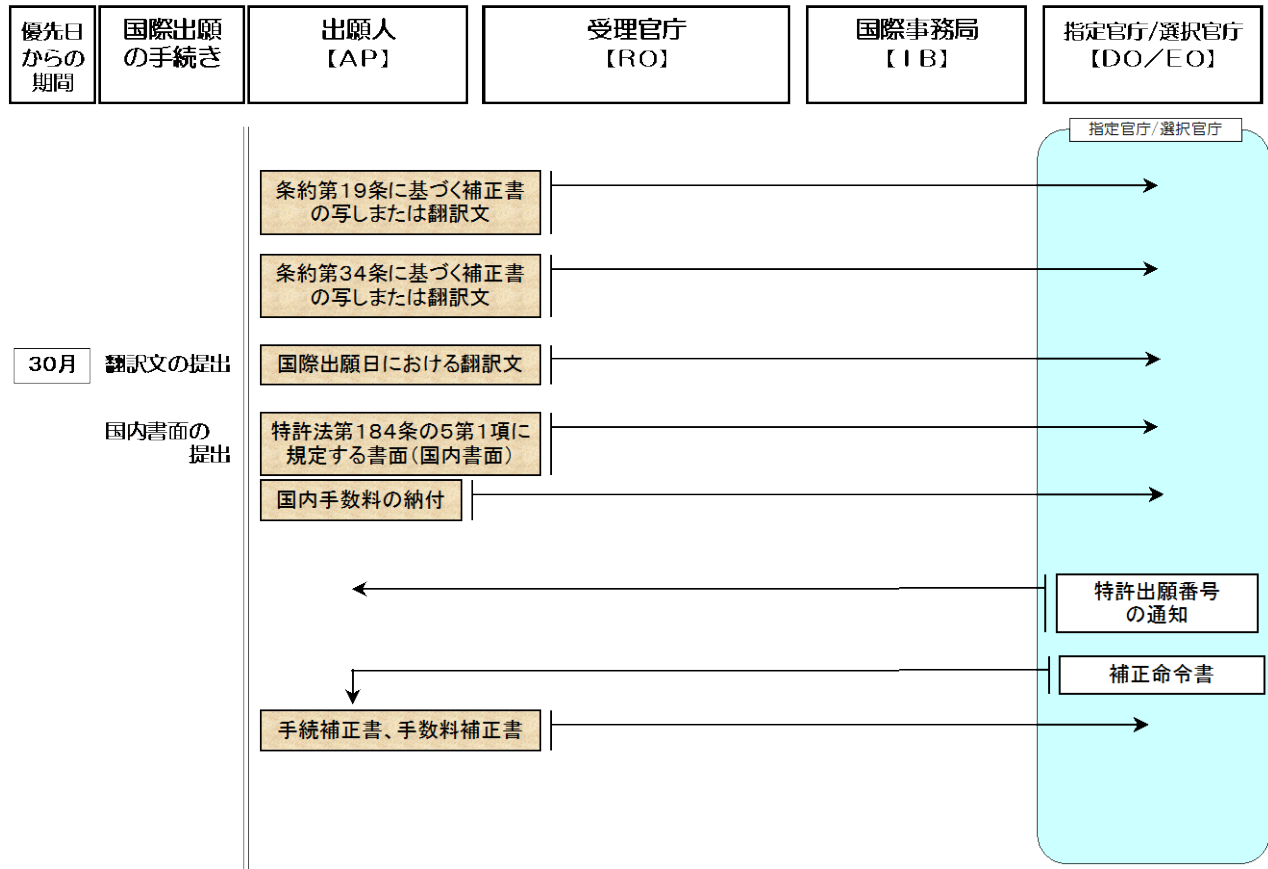 優先日
からの
期間
国際出願
の手続き
出願人
【AP】
受理官庁
【RO】
国際事務局
【IB】
指定官庁/選択官庁
【DO/EO】
指定官庁/選択官庁
条約第19条に基づく補正書
の写しまたは翻訳文
条約第34条に基づく補正書
の写しまたは翻訳文
30月
翻訳文の提出
国際出願日における翻訳文
国内書面の
提出
特許法第184条の5第1項に
規定する書面(国内書面)
国内手数料の納付
特許出願番号
の通知
補正命令書
手続補正書、手数料補正書